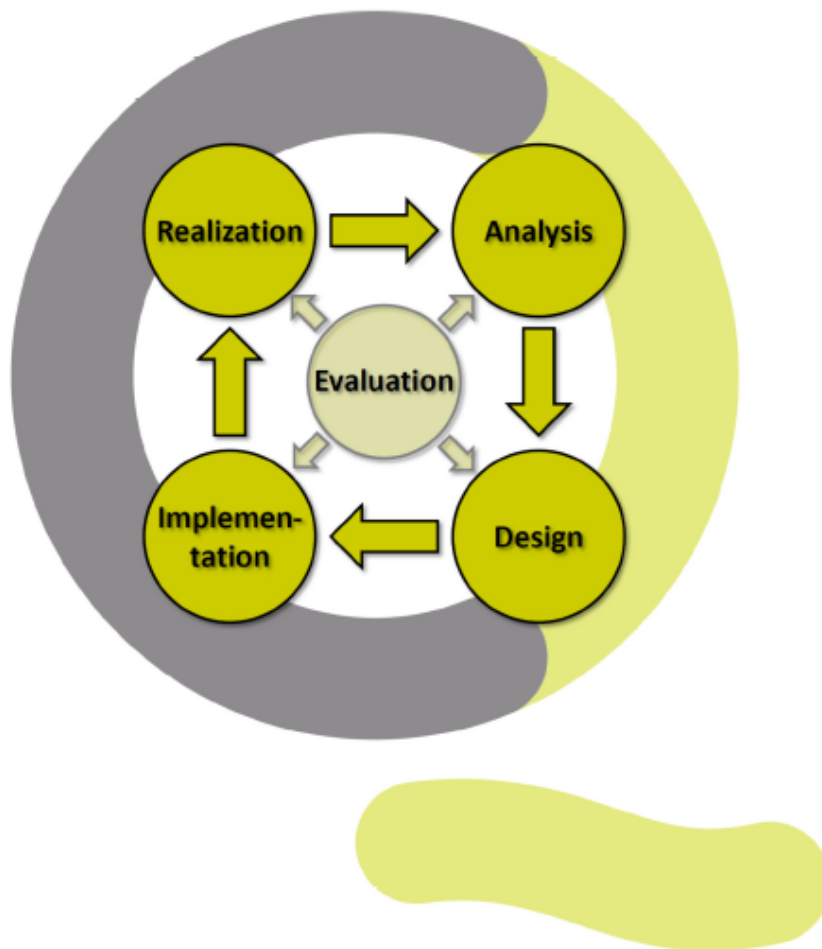 Realization
Analysis
Evaluation
Implemen-
tation
Design